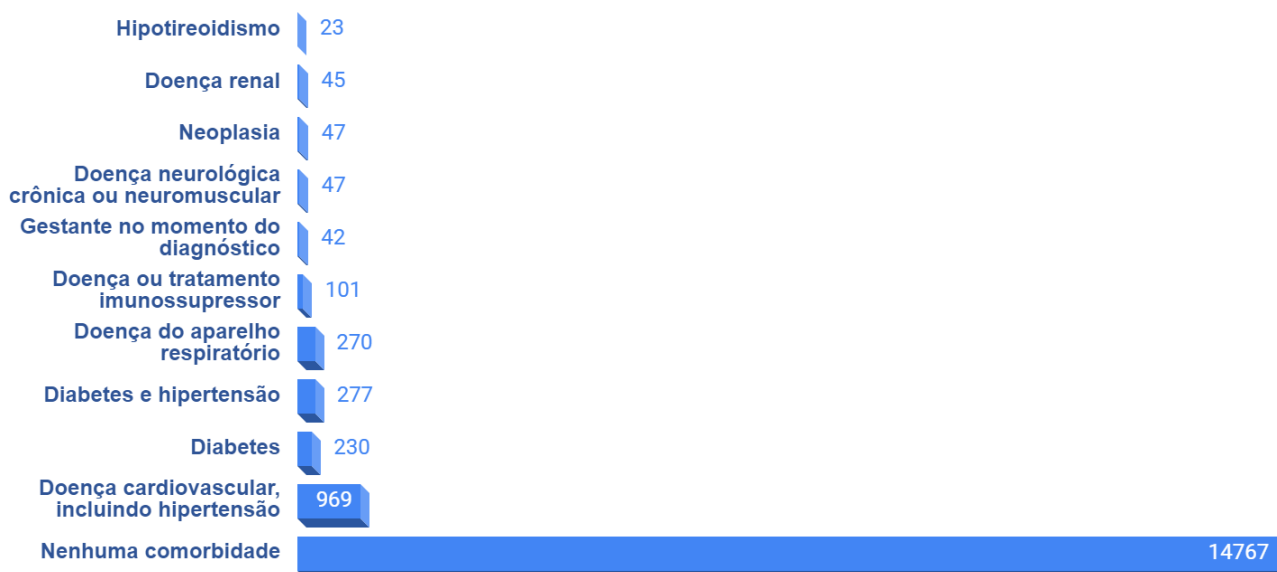 Hipotireoidismo 23
Doença renal 45
Neoplasia 47
Doença neurológica
crônica ou neuromuscular 47
Gestante no momento do
diagnóstico 42
Doença ou tratamento
imunossupressor 101
Doença do aparelho
respiratório 270
Diabetes e hipertensão 277
Diabetes 230
Doença cardiovascular,
incluindo hipertensão 969
Nenhuma comorbidade 14767